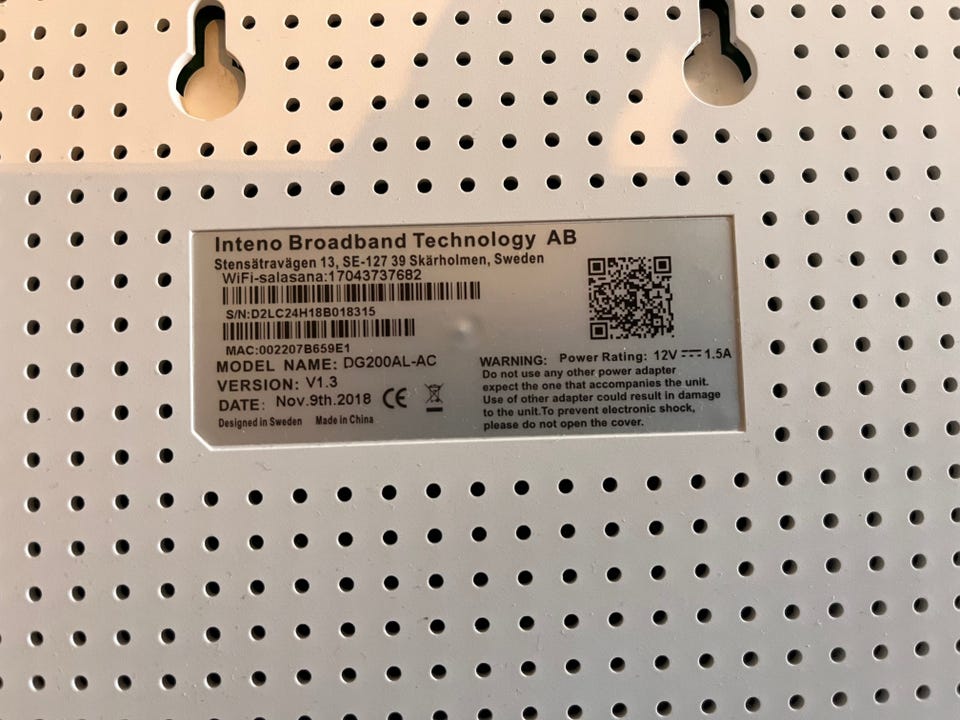 Inteno Broadband Technology AB
Stensätravägen 13, SE-127 39 Skärholmen, Sweden
WiFi-salasana:17043737682
S/N:D2LC24H18B018315
MAC:002207B659E1
MODEL NAME: DG200AL-AC
VERSION: V1.3
DATE: Nov.9th.2018
CE
Designed in Sweden Made in China
WARNING: Power Rating: 12V ⎓ 1.5A
Do not use any other power adapter
expect the one that accompanies the unit.
Use of other adapter could result in damage
to the unit.To prevent electronic shock,
please do not open the cover.